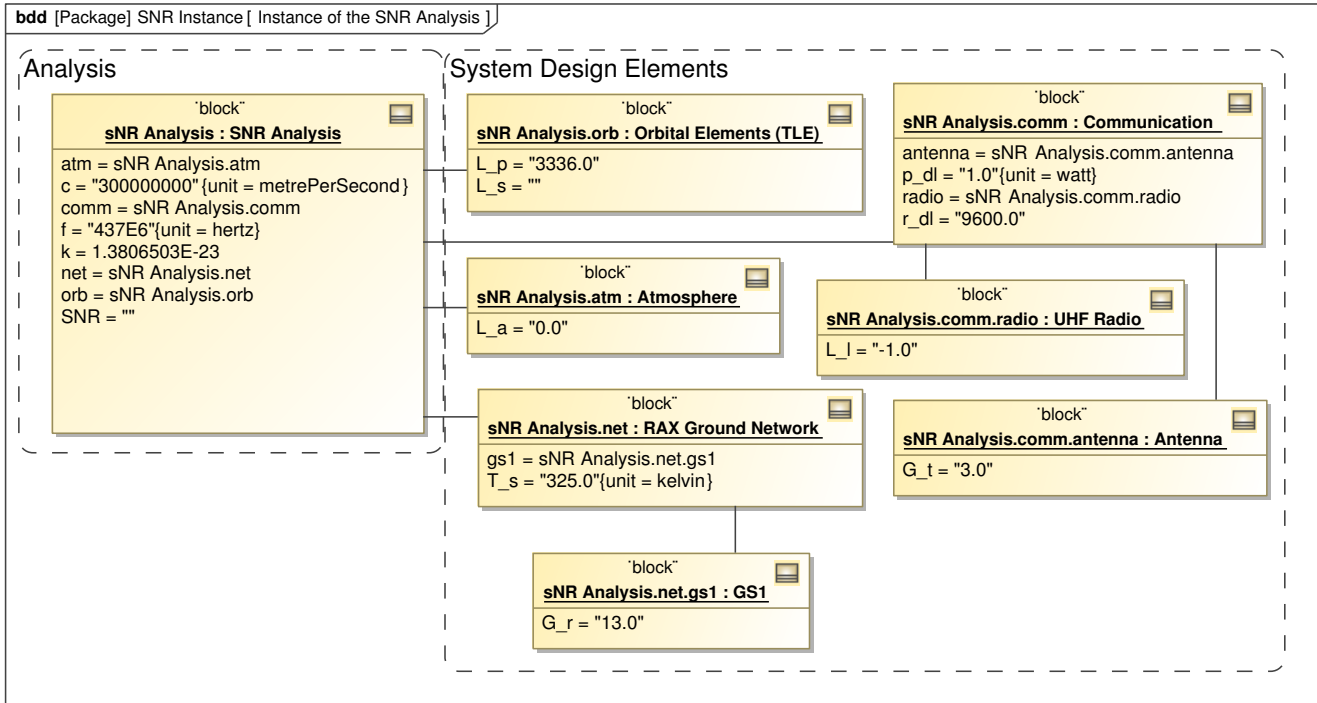 bdd [Package] SNR Instance [ Instance of the SNR Analysis ]
Analysis
˙block¨
sNR Analysis : SNR Analysis
atm = sNR Analysis.atm
c = "300000000"{unit = metrePerSecond}
comm = sNR Analysis.comm
f = "437E6"{unit = hertz}
k = 1.3806503E-23
net = sNR Analysis.net
orb = sNR Analysis.orb
SNR = ""
System Design Elements
˙block¨
sNR Analysis.orb : Orbital Elements (TLE)
L_p = "3336.0"
L_s = ""
˙block¨
sNR Analysis.comm : Communication
antenna = sNR Analysis.comm.antenna
p_dl = "1.0"{unit = watt}
radio = sNR Analysis.comm.radio
r_dl = "9600.0"
˙block¨
sNR Analysis.atm : Atmosphere
L_a = "0.0"
˙block¨
sNR Analysis.comm.radio : UHF Radio
L_l = "-1.0"
˙block¨
sNR Analysis.net : RAX Ground Network
gs1 = sNR Analysis.net.gs1
T_s = "325.0"{unit = kelvin}
˙block¨
sNR Analysis.comm.antenna : Antenna
G_t = "3.0"
˙block¨
sNR Analysis.net.gs1 : GS1
G_r = "13.0"